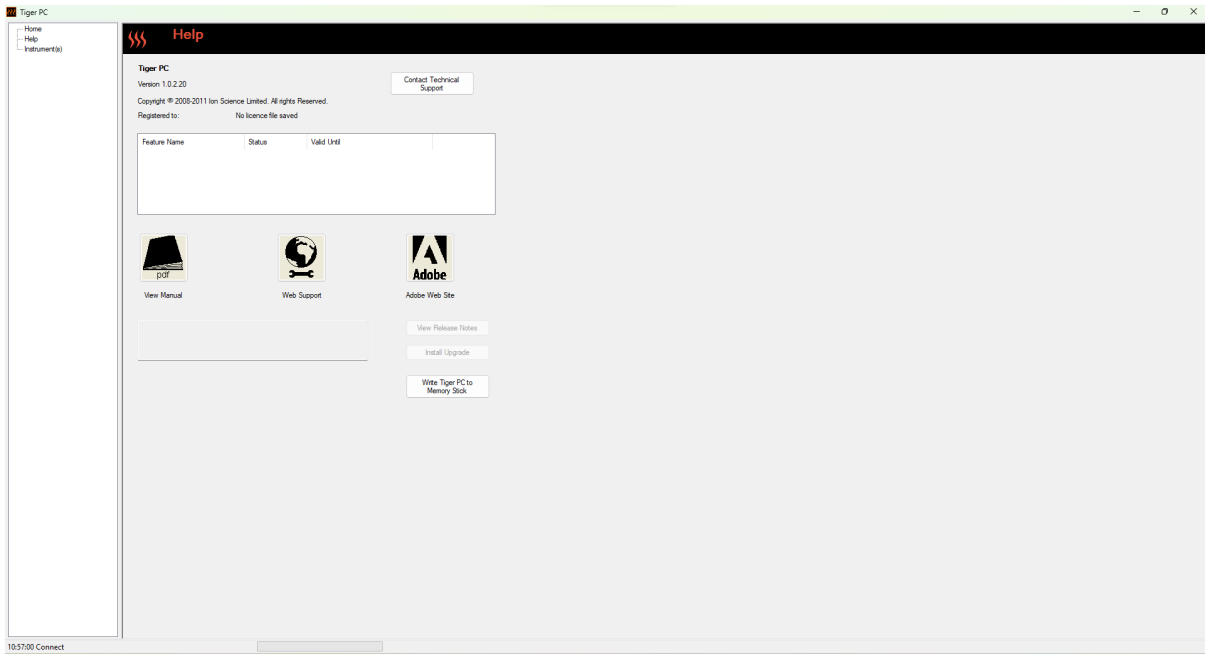 Tiger PC
Home
Help
Instrument(s)
Help
Tiger PC
Version 1.0.2.20
Contact Technical
Support
Copyright ® 2008-2011 Ion Science Limited. All rights Reserved.
Registered to: No licence file saved
Feature Name Status Valid Until
pdf
Adobe
View Manual Web Support Adobe Web Site
View Release Notes
Install Upgrade
Write Tiger PC to
Memory Stick
10:57:00 Connect